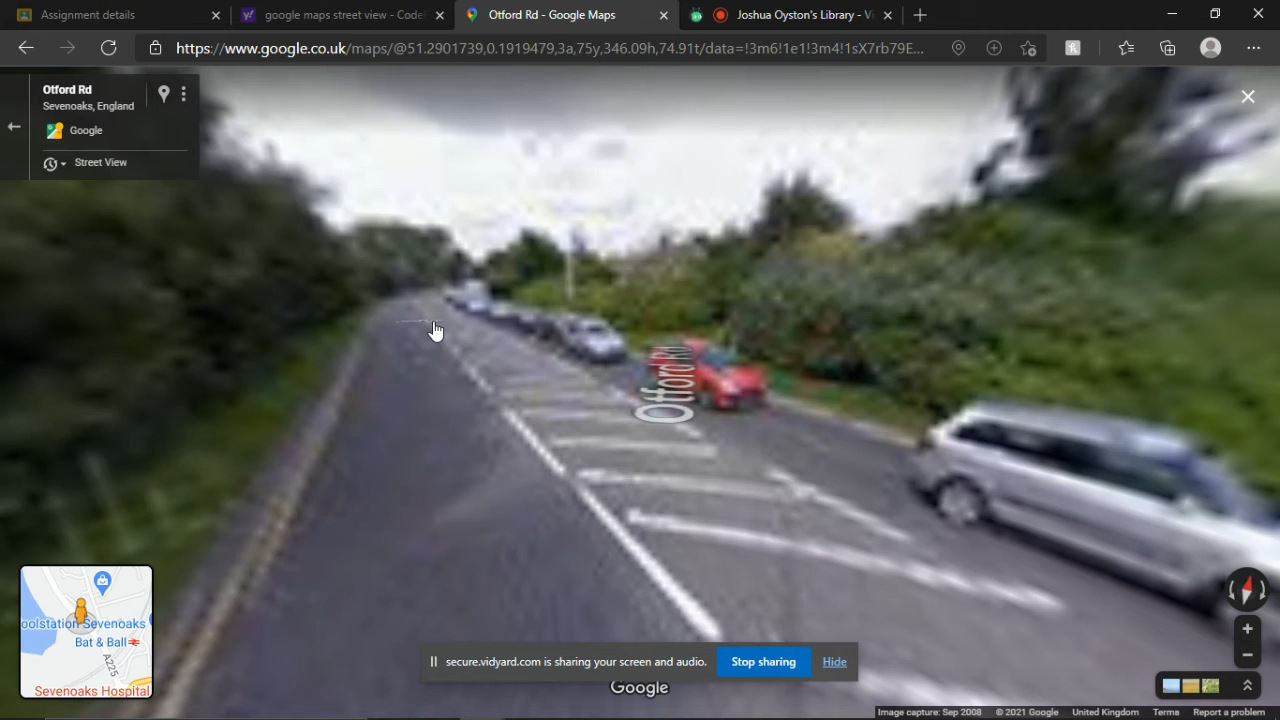 Assignment details
google maps street view - Code
Otford Rd - Google Maps
Joshua Oyston's Library - Vi
https://www.google.co.uk/maps/@51.2901739,0.1919479,3a,75y,346.09h,74.91t/data=!3m6!1e1!3m4!1sX7rb79E...
Otford Rd
Sevenoaks, England
Google
Street View
Otford Rd
oolstation Sevenoaks
Bat & Ball
A225
Sevenoaks Hospital
secure.vidyard.com is sharing your screen and audio.
Stop sharing
Hide
Google
Image capture: Sep 2008 © 2021 Google United Kingdom Terms Report a problem